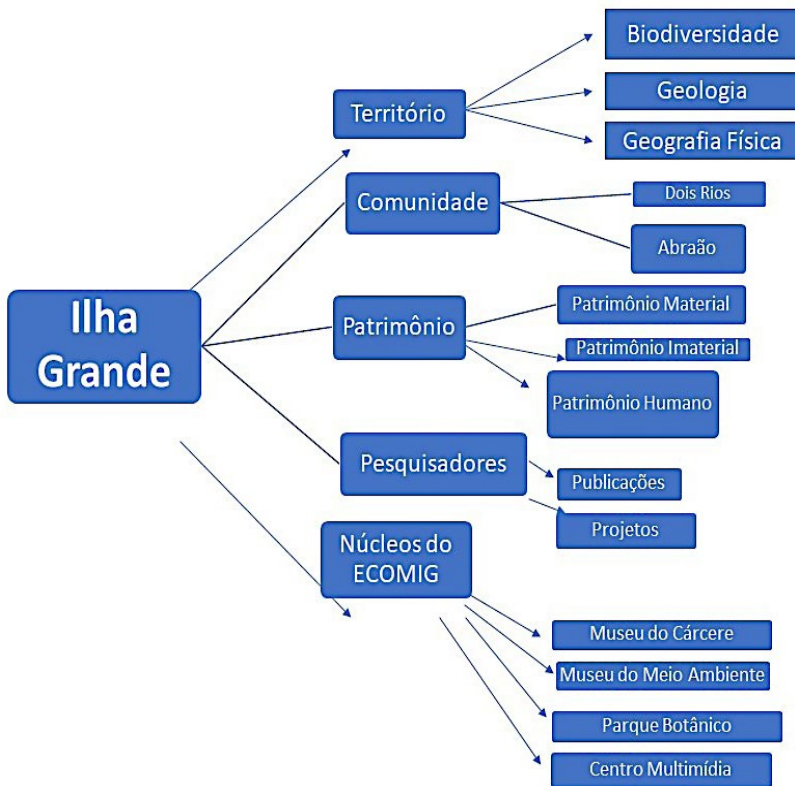 Ilha
Grande
Território
Biodiversidade
Geologia
Geografia Física
Comunidade
Dois Rios
Abraão
Patrimônio
Patrimônio Material
Patrimônio Imaterial
Patrimônio Humano
Pesquisadores
Publicações
Projetos
Núcleos do
ECOMIG
Museu do Cárcere
Museu do Meio Ambiente
Parque Botânico
Centro Multimídia